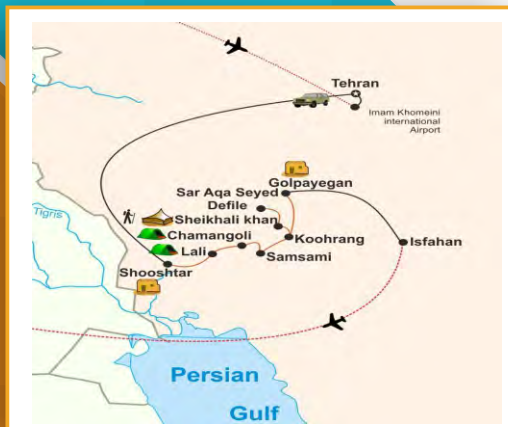 Tehran
Imam Khomeini
international
Airport
Golpayegan
Sar Aqa Seyed
Defile
Sheikhali khan
Chamangoli
Koohrang
Lali
Isfahan
Samsami
Shooshtar
Tigris
Persian
Gulf